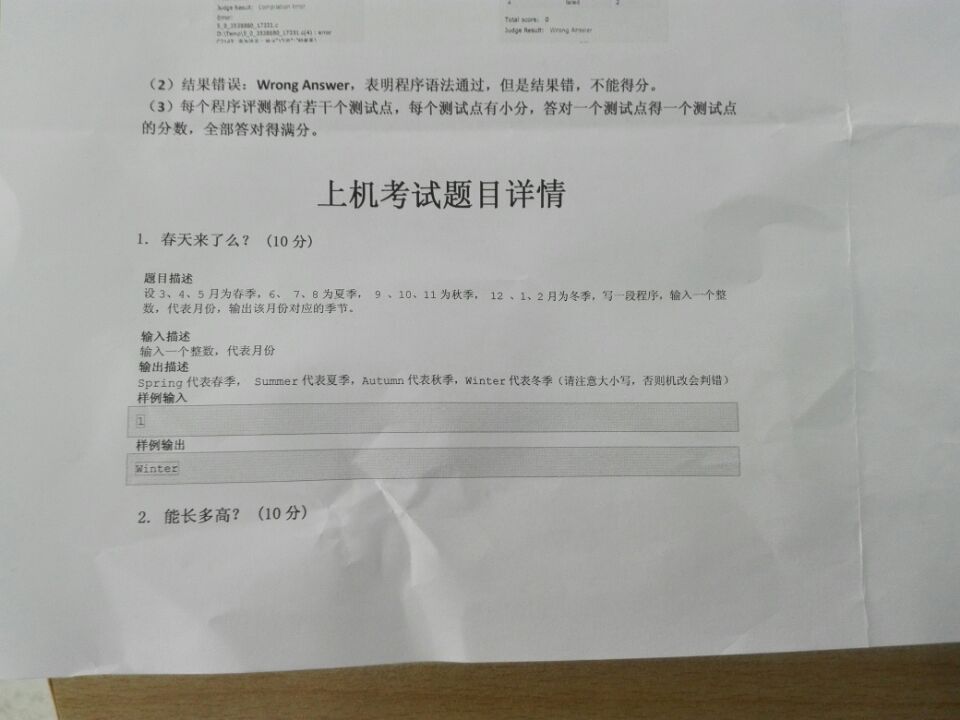 Judge Result: Compilation Error
Error:
Total score: 0
Judge Result: Wrong Answer
（2）结果错误：Wrong Answer，表明程序语法通过，但是结果错，不能得分。
（3）每个程序评测都有若干个测试点，每个测试点有小分，答对一个测试点得一个测试点
的分数，全部答对得满分。
上机考试题目详情
1. 春天来了么？（10 分）
题目描述
设 3、4、5 月为春季，6、 7、8 为夏季， 9 、10、11 为秋季， 12 、1、2 月为冬季，写一段程序，输入一个整
数，代表月份，输出该月份对应的季节。
输入描述
输入一个整数，代表月份
输出描述
Spring 代表春季， Summer 代表夏季，Autumn 代表秋季，Winter 代表冬季（请注意大小写，否则机改会判错）
样例输入
1
样例输出
Winter
2. 能长多高？（10 分）